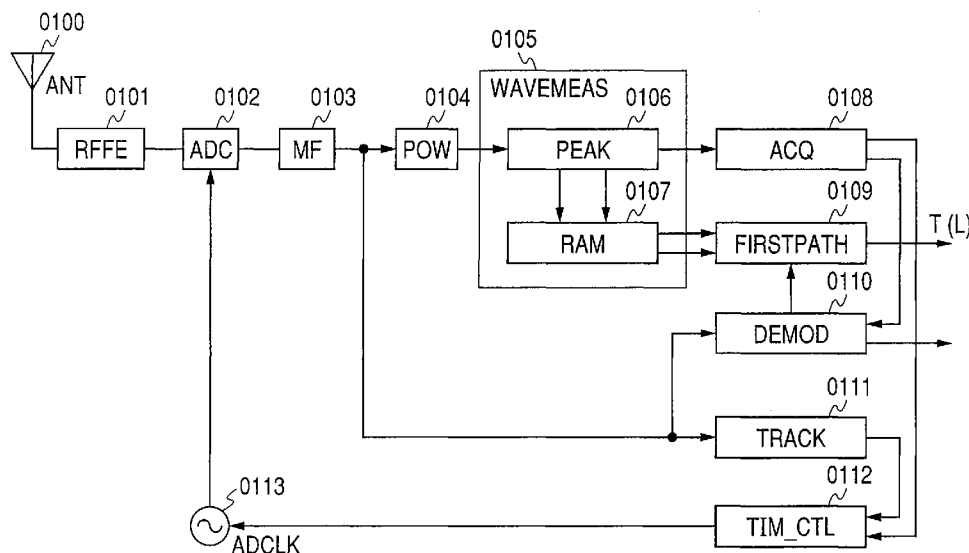 0100
ANT
0101
RFFE
0102
ADC
0103
MF
0104
POW
0105
WAVEMEAS
0106
PEAK
0107
RAM
0108
ACQ
0109
FIRSTPATH
T (L)
0110
DEMOD
0111
TRACK
0112
TIM_CTL
0113
ADCLK